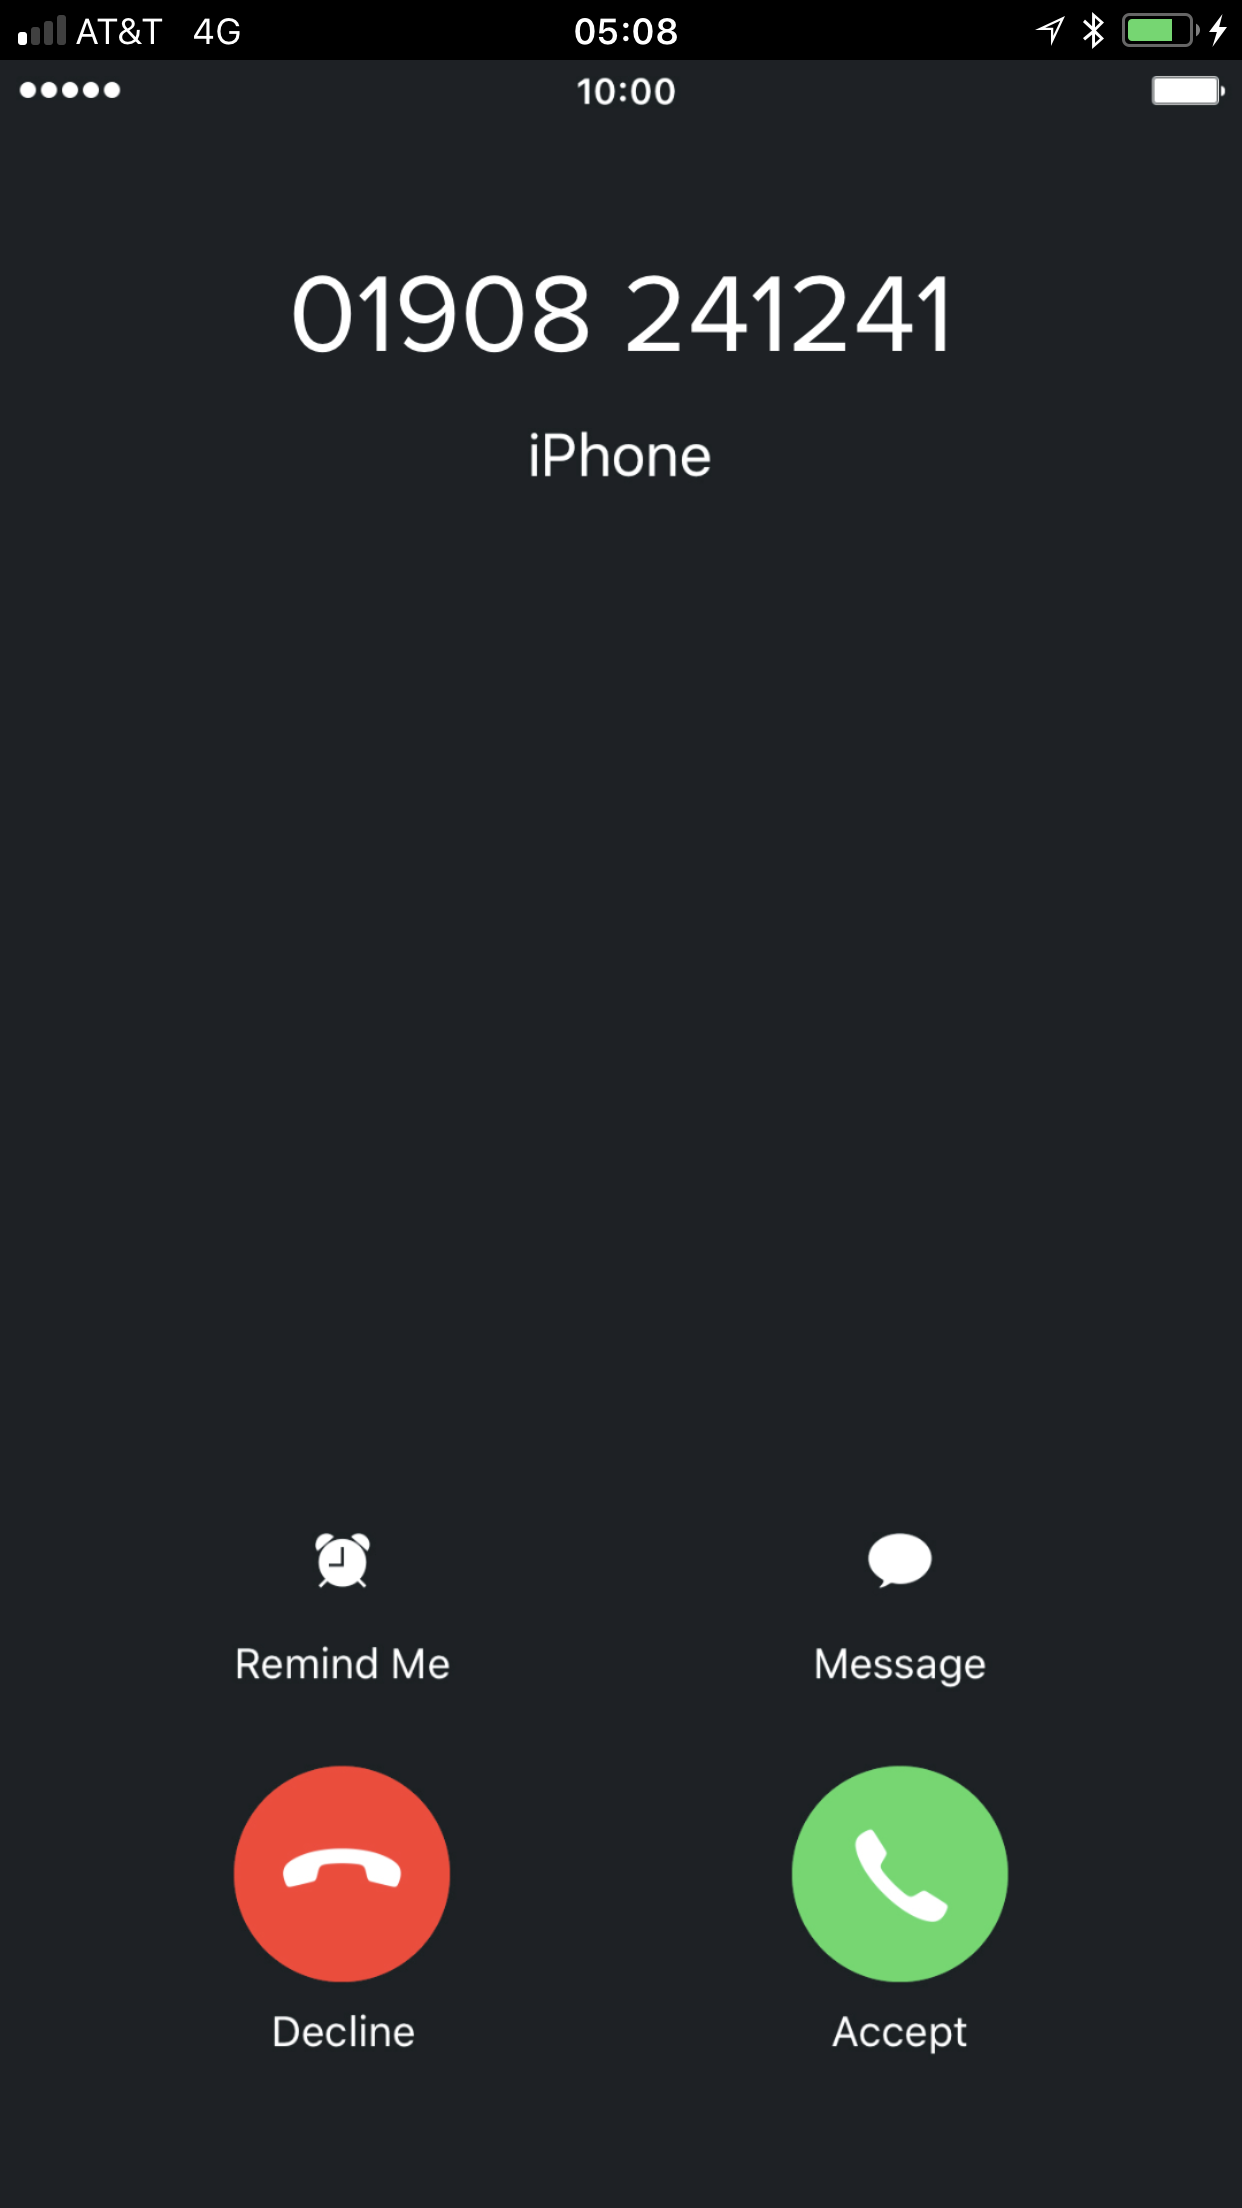 AT&T 4G 05:08
10:00
01908 241241
iPhone
Remind Me Message
Decline Accept